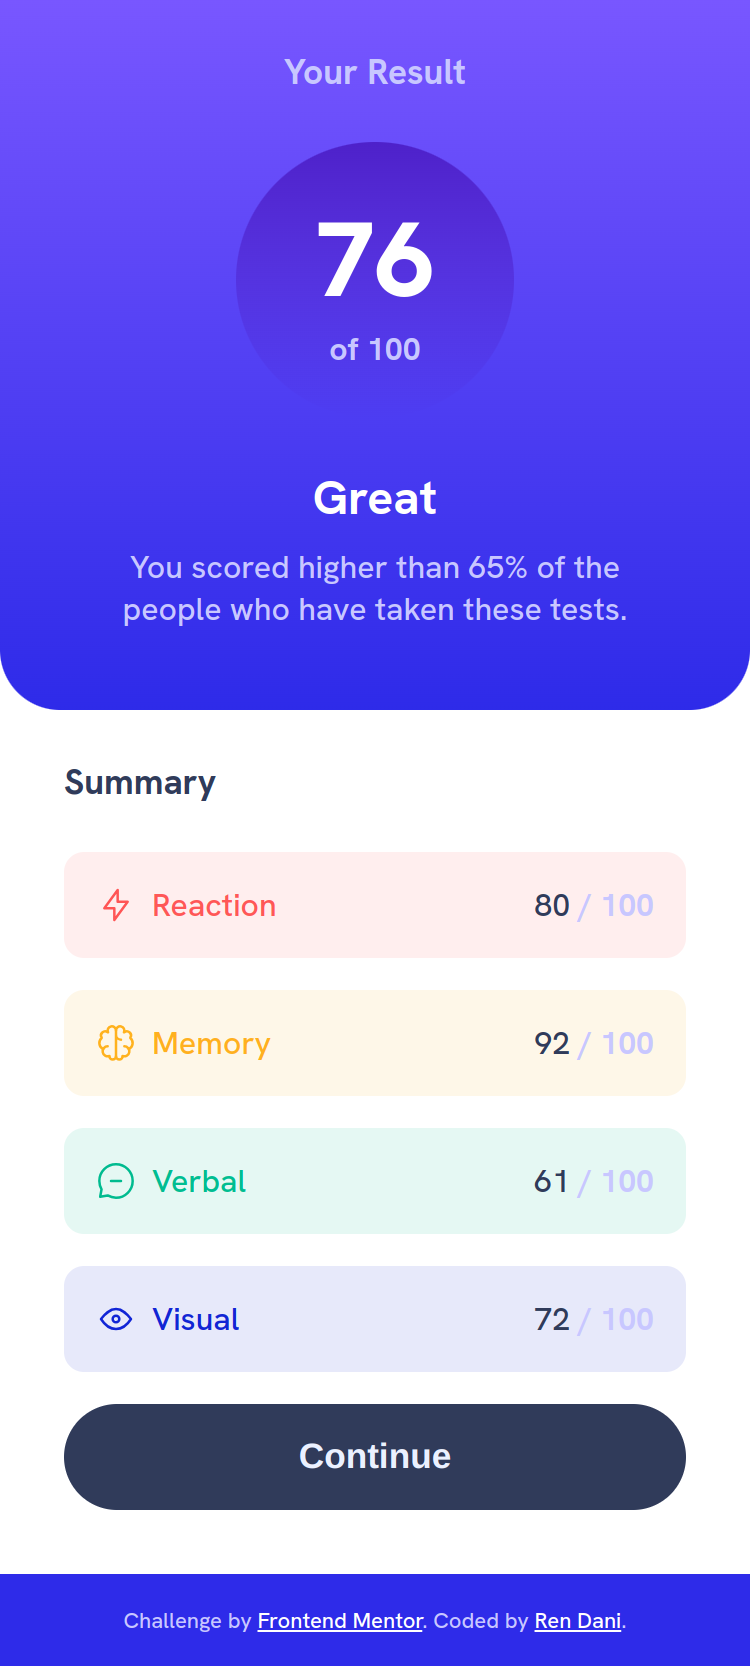 Your Result
76
of 100
Great
You scored higher than 65% of the
people who have taken these tests.
Summary
Reaction 80 / 100
Memory 92 / 100
Verbal 61 / 100
Visual 72 / 100
Continue
Challenge by Frontend Mentor. Coded by Ren Dani.